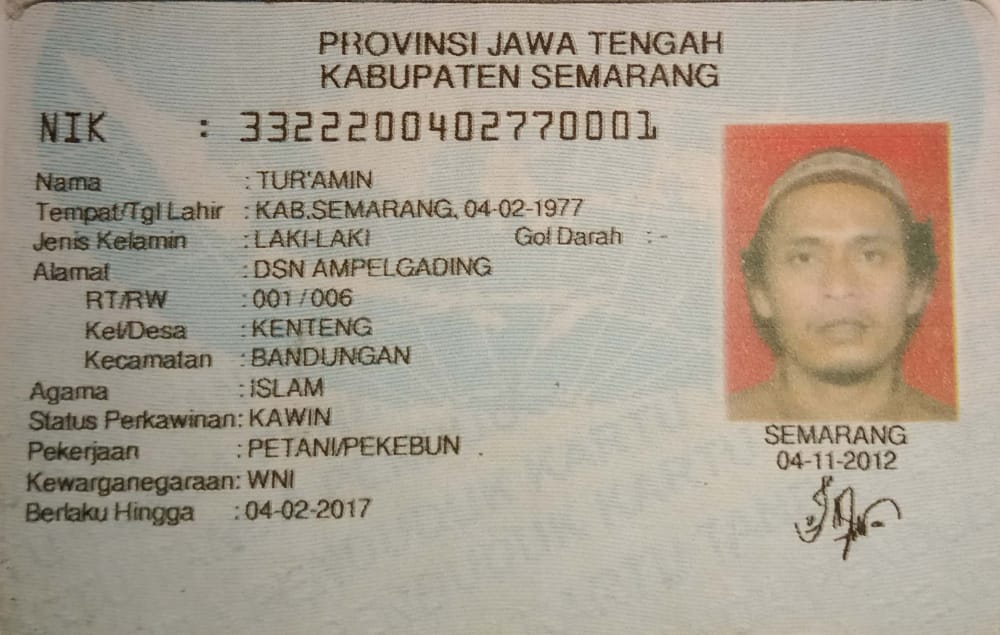 PROVINSI JAWA TENGAH
KABUPATEN SEMARANG
NIK : 3322200402770001
Nama : TUR'AMIN
Tempat/Tgl Lahir : KAB.SEMARANG, 04-02-1977
Jenis Kelamin : LAKI-LAKI Gol Darah : -
Alamat : DSN AMPELGADING
RT/RW : 001 / 006
Kel/Desa : KENTENG
Kecamatan : BANDUNGAN
Agama : ISLAM
Status Perkawinan: KAWIN
Pekerjaan : PETANI/PEKEBUN
Kewarganegaraan: WNI
Berlaku Hingga : 04-02-2017
SEMARANG
04-11-2012